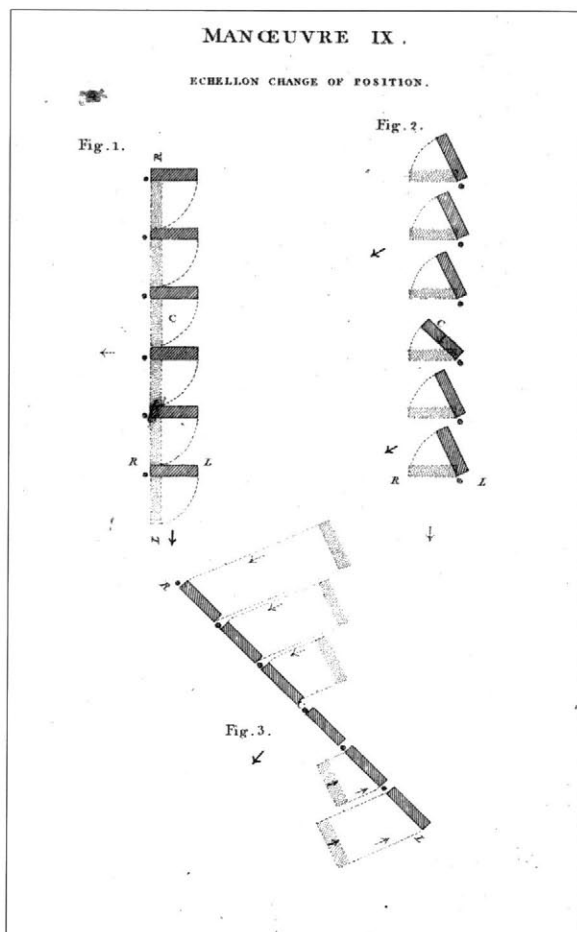 MANŒUVRE IX.
ECHELLON CHANGE OF POSITION.
Fig. 1.
R
C
R L
L
Fig. 2.
C
R L
R
Fig. 3.
L